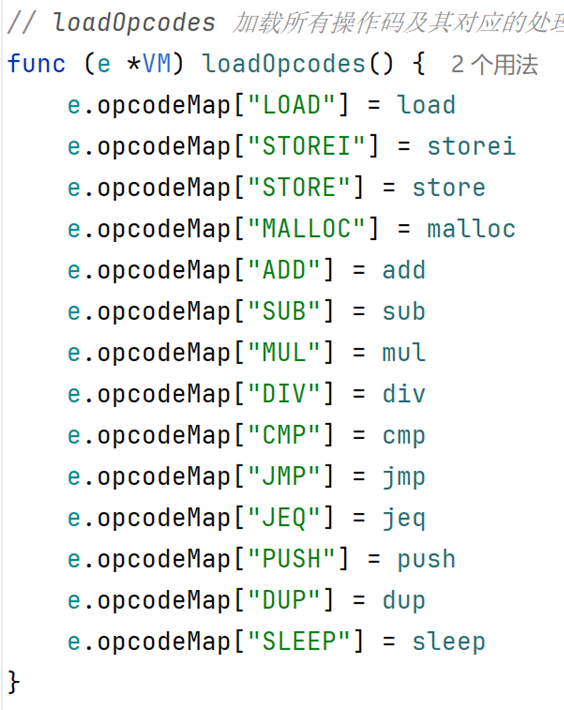 // loadOpcodes 加载所有操作码及其对应的处理
func (e *VM) loadOpcodes() { 2 个用法
    e.opcodeMap["LOAD"] = load
    e.opcodeMap["STOREI"] = storei
    e.opcodeMap["STORE"] = store
    e.opcodeMap["MALLOC"] = malloc
    e.opcodeMap["ADD"] = add
    e.opcodeMap["SUB"] = sub
    e.opcodeMap["MUL"] = mul
    e.opcodeMap["DIV"] = div
    e.opcodeMap["CMP"] = cmp
    e.opcodeMap["JMP"] = jmp
    e.opcodeMap["JEQ"] = jeq
    e.opcodeMap["PUSH"] = push
    e.opcodeMap["DUP"] = dup
    e.opcodeMap["SLEEP"] = sleep
}